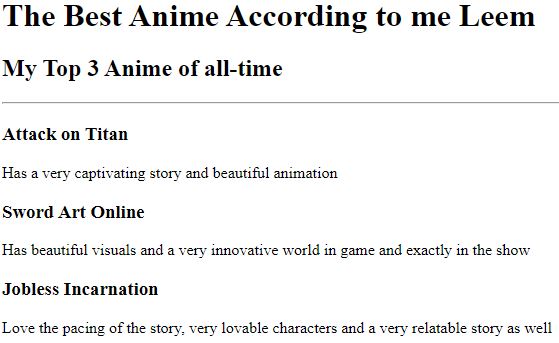 The Best Anime According to me Leem
My Top 3 Anime of all-time
Attack on Titan
Has a very captivating story and beautiful animation
Sword Art Online
Has beautiful visuals and a very innovative world in game and exactly in the show
Jobless Incarnation
Love the pacing of the story, very lovable characters and a very relatable story as well